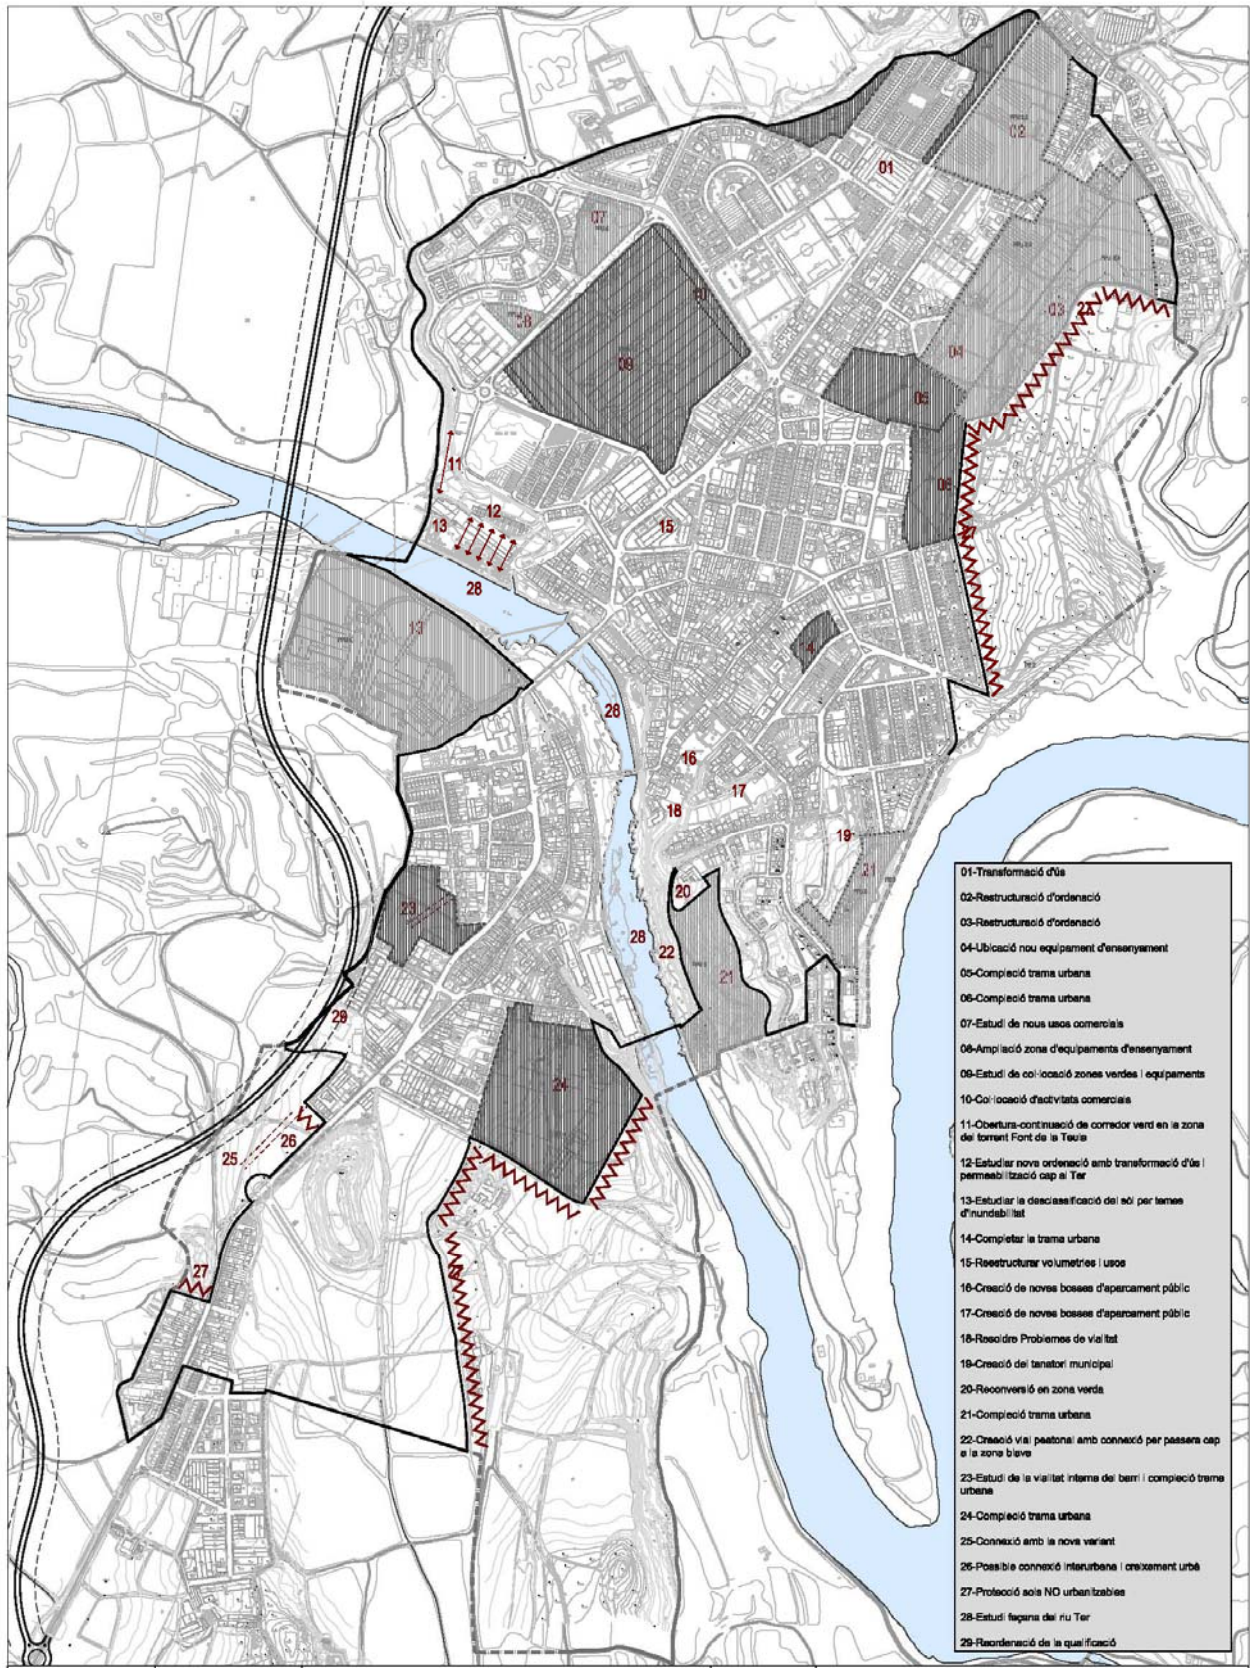 02
01
07
10
03
27
08
04
09
05
11
06
12
15
13
28
13
14
28
16
17
18
19
21
20
23
28
22
21
29
24
26
25
27
27
01-Transformació d'ús
02-Restructuració d'ordenació
03-Restructuració d'ordenació
04-Ubicació nou equipament d'ensenyament
05-Compleció trama urbana
06-Compleció trama urbana
07-Estudi de nous usos comercials
08-Ampliació zona d'equipaments d'ensenyament
09-Estudi de col·locació zones verdes i equipaments
10-Col·locació d'activitats comercials
11-Obertura-continuació de corredor verd en la zona
del torrent Font de la Teula
12-Estudiar nova ordenació amb transformació d'ús i
permeabilització cap al Ter
13-Estudiar la desclassificació del sòl per temes
d'inundabilitat
14-Completar la trama urbana
15-Reestructurar volumetries i usos
16-Creació de noves bosses d'aparcament públic
17-Creació de noves bosses d'aparcament públic
18-Resoldre Problemes de vialitat
19-Creació del tanatori municipal
20-Reconversió en zona verda
21-Compleció trama urbana
22-Creació vial peatonal amb connexió per passera cap
a la zona blava
23-Estudi de la vialitat interna del barri i compleció trama
urbana
24-Compleció trama urbana
25-Connexió amb la nova variant
26-Possible connexió interurbana i creixement urbà
27-Protecció sols NO urbanitzables
28-Estudi façana del riu Ter
29-Reordenació de la qualificació